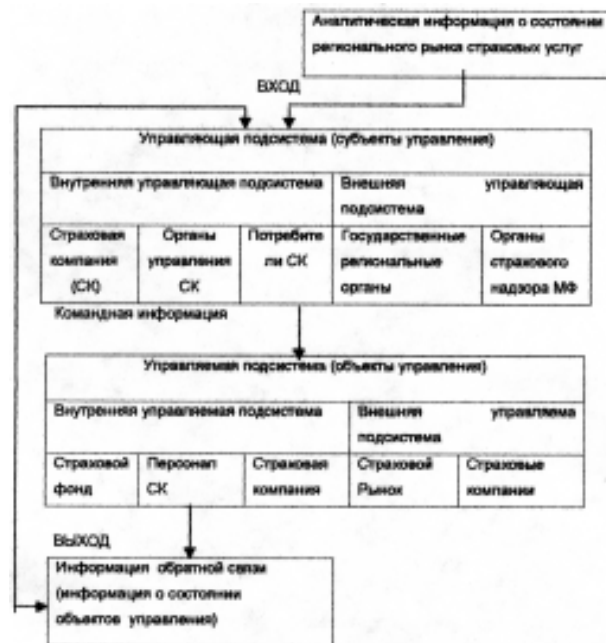 Аналитическая информация о состоянии
регионального рынка страховых услуг
ВХОД
Управляющая подсистема (субъекты управления)
Внутренняя управляющая подсистема
Внешняя управляющая
подсистема
Страховая
компания
(СК)
Органы
управления
СК
Потребите
ли СК
Государственные
региональные
органы
Органы
страхового
надзора МФ
Командная информация
Управляемая подсистема (объекты управления)
Внутренняя управляемая подсистема
Внешняя управляема
подсистема
Страховой
фонд
Персонал
СК
Страховая
компания
Страховой
Рынок
Страховые
компании
ВЫХОД
Информация обратной связи
(информация о состоянии
объектов управления)